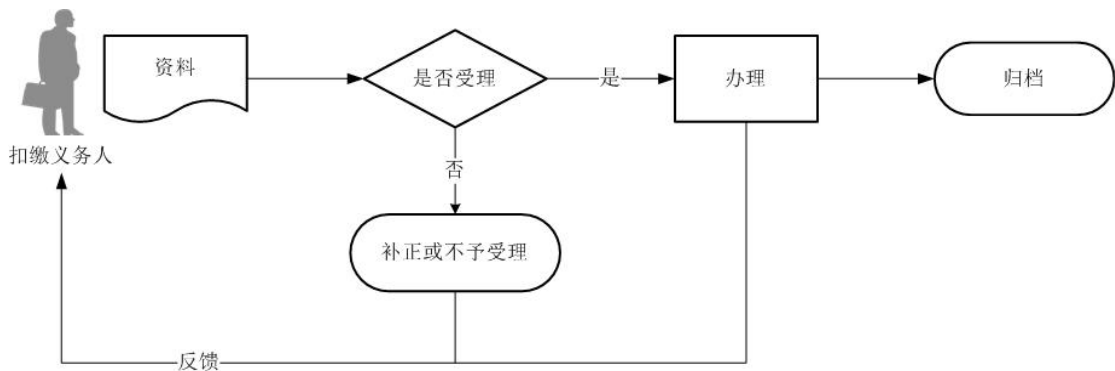 资料
是否受理
是
办理
归档
扣缴义务人
否
补正或不予受理
反馈